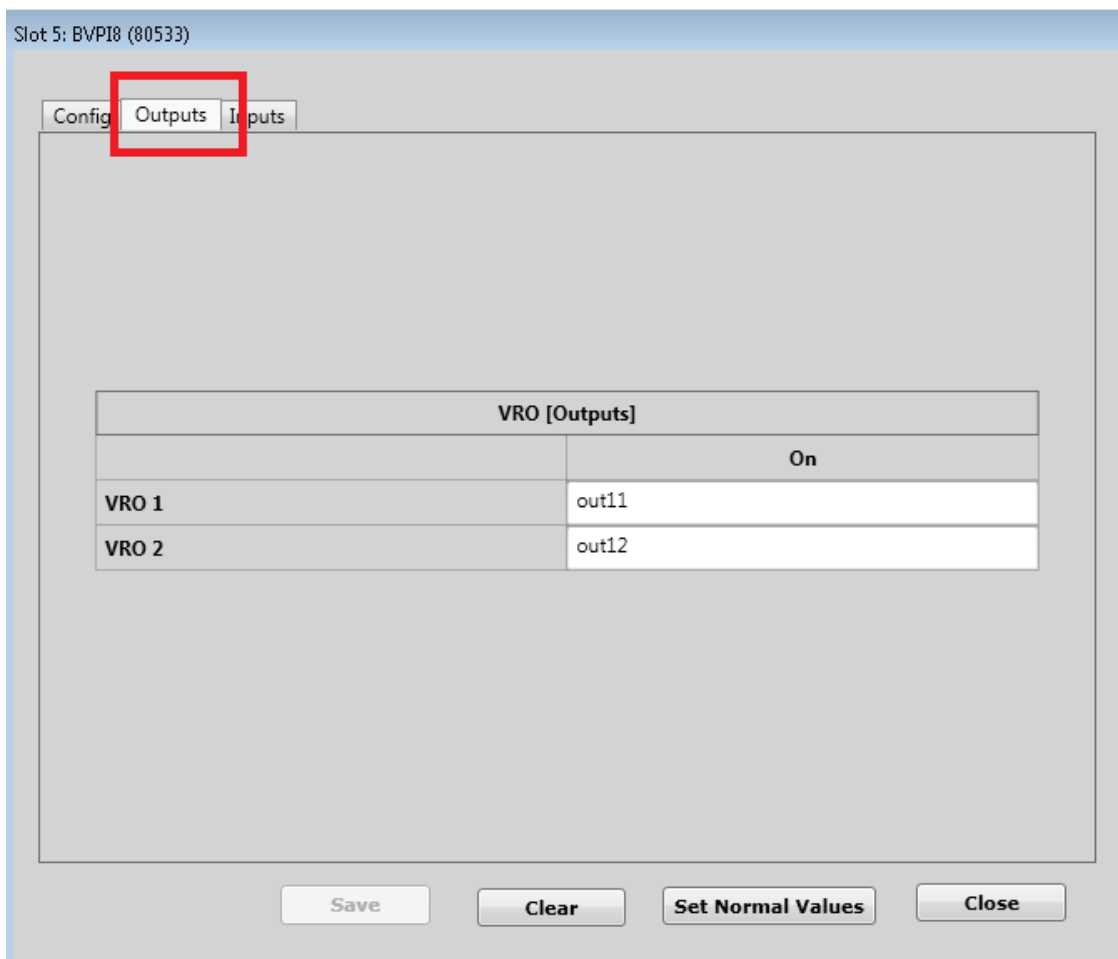 Slot 5: BVPI8 (80533)
Config Outputs Inputs
VRO [Outputs]
On
VRO 1 out11
VRO 2 out12
Save Clear Set Normal Values Close